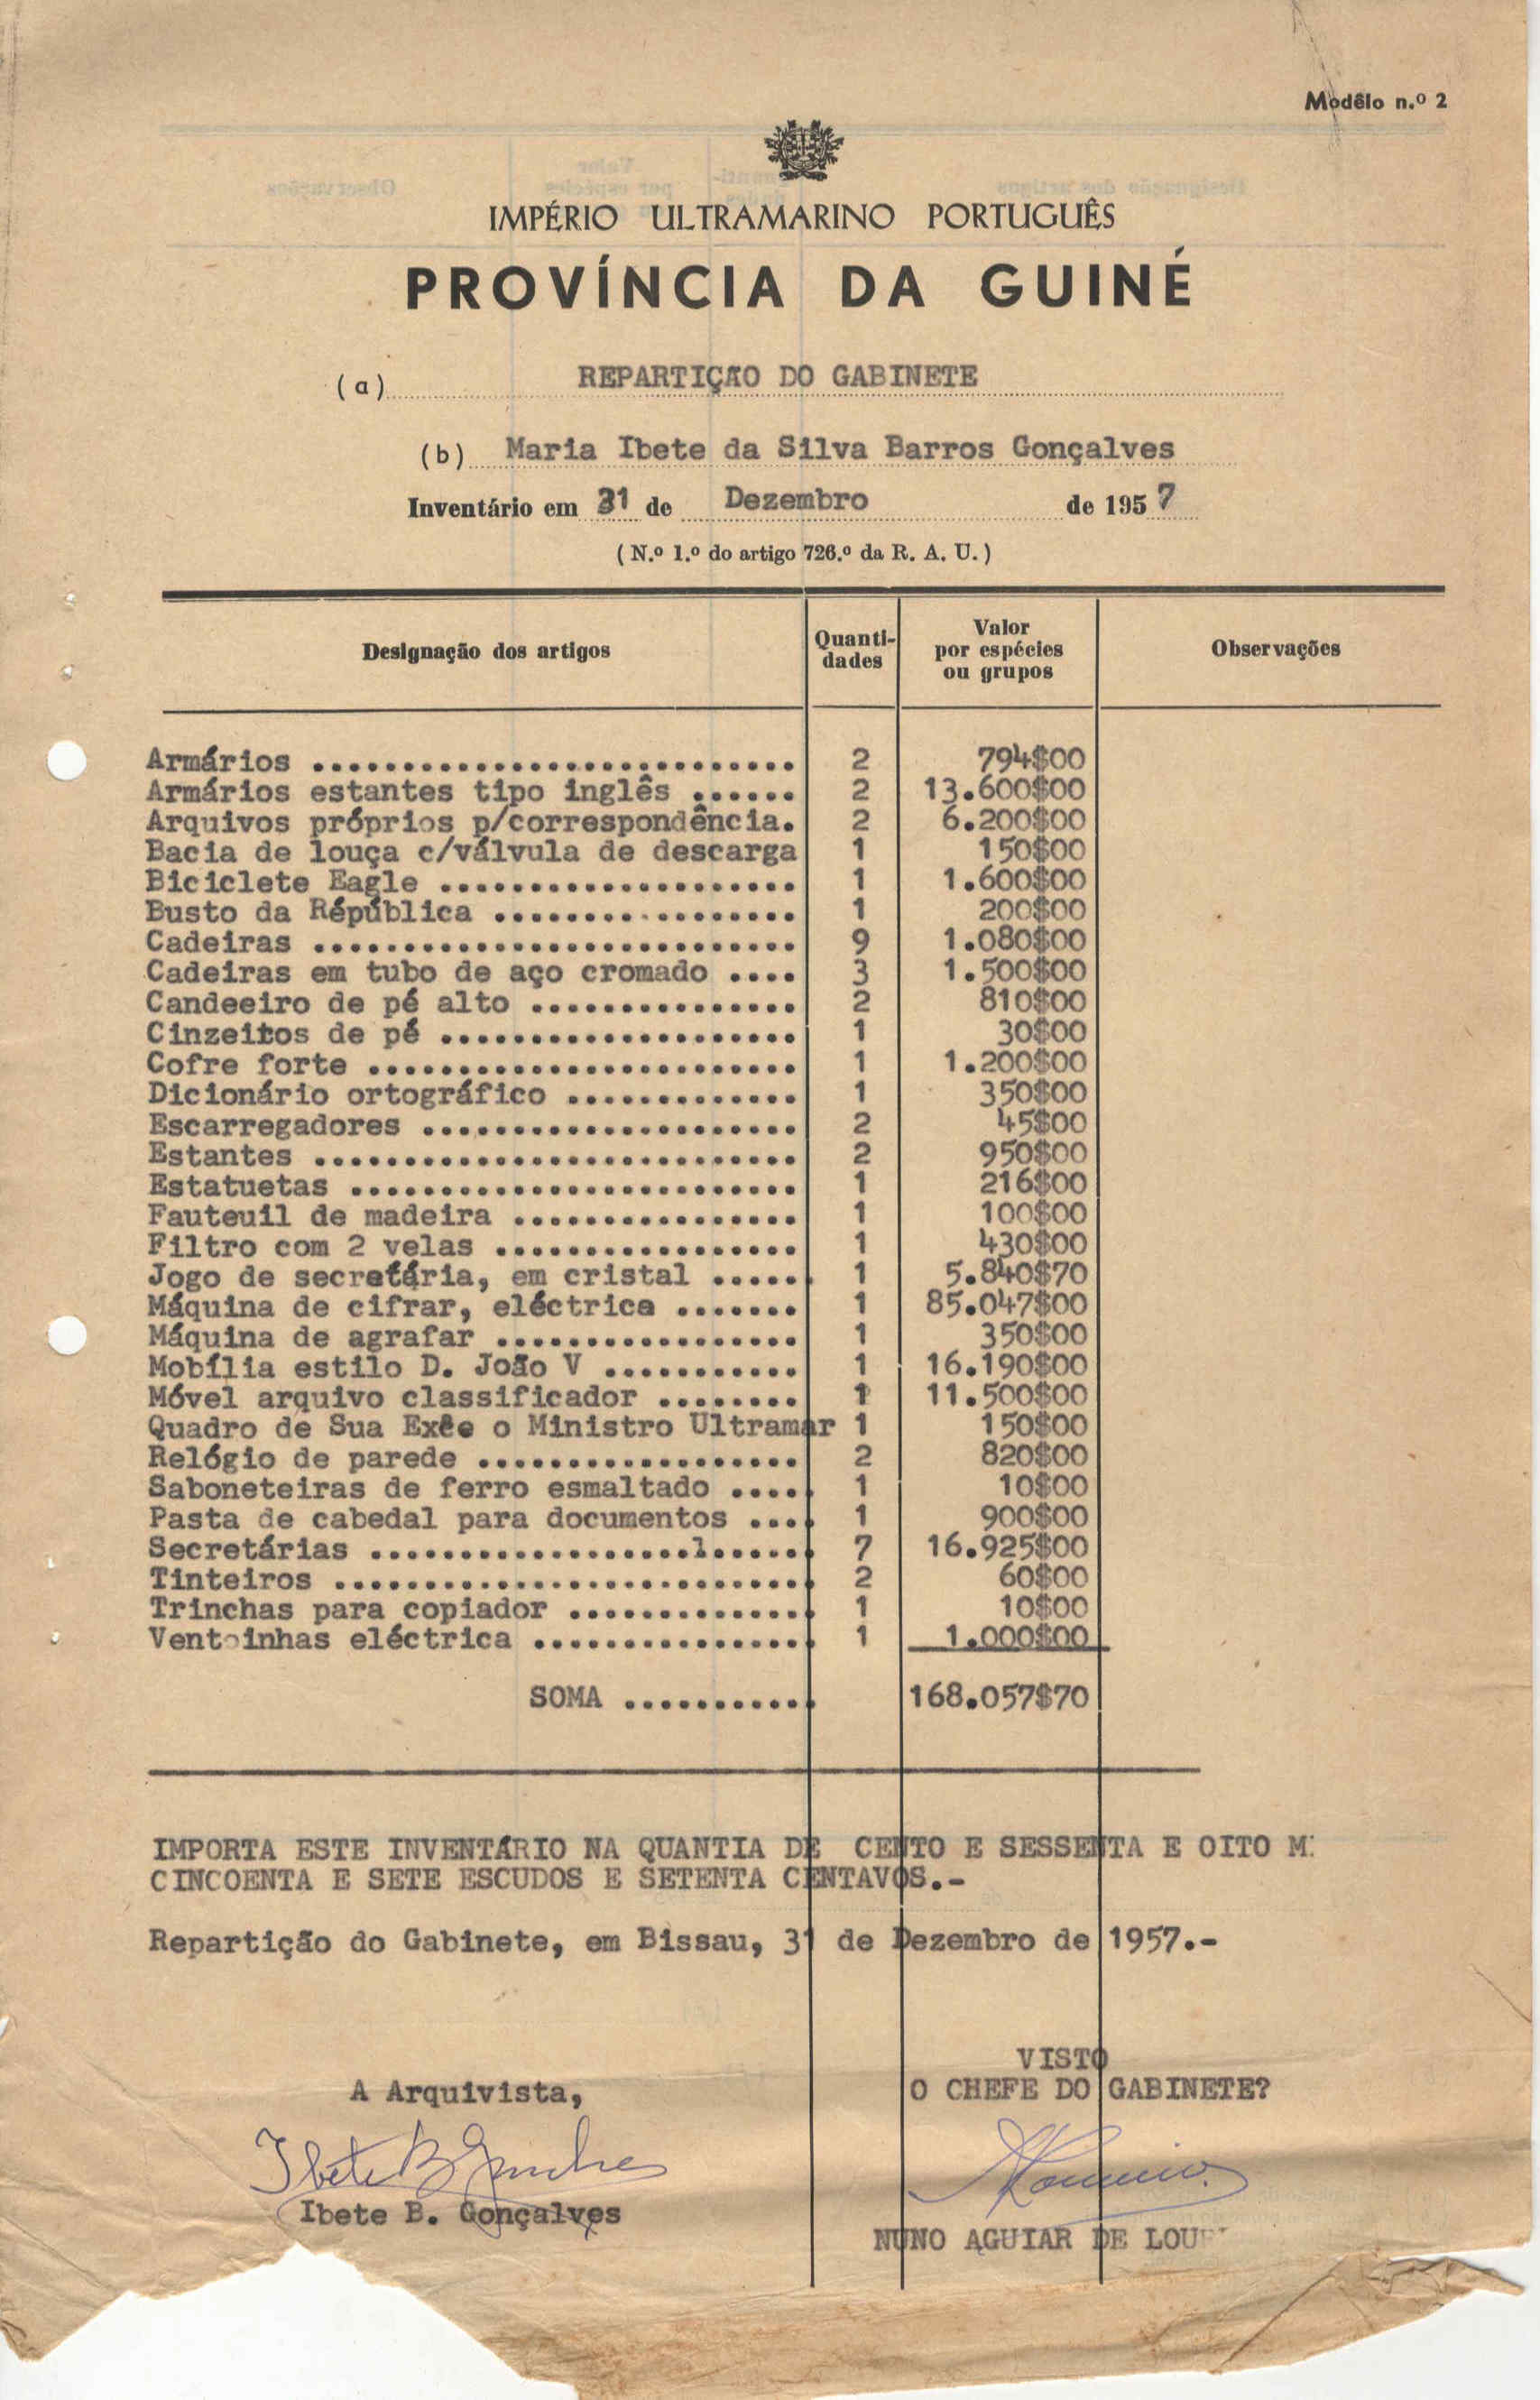 Modêlo n.º 2
IMPÉRIO ULTRAMARINO PORTUGUÊS
PROVÍNCIA DA GUINÉ
(a) REPARTIÇÃO DO GABINETE
(b) Maria Ibete da Silva Barros Gonçalves
Inventário em 31 de Dezembro de 1957
(N.º 1.º do artigo 726.º da R. A. U.)
Designação dos artigos Quanti-dades Valor por espécies ou grupos Observações
Armários ........................... 2 794$00
Armários estantes tipo inglês ...... 2 13.600$00
Arquivos próprios p/correspondência. 2 6.200$00
Bacia de louça c/válvula de descarga 1 150$00
Biciclete Eagle .................... 1 1.600$00
Busto da Répública ................. 1 200$00
Cadeiras ........................... 9 1.080$00
Cadeiras em tubo de aço cromado .... 3 1.500$00
Candeeiro de pé alto ............... 2 810$00
Cinzeitos de pé .................... 1 30$00
Cofre forte ........................ 1 1.200$00
Dicionário ortográfico ............. 1 350$00
Escarregadores ..................... 2 45$00
Estantes ........................... 2 950$00
Estatuetas ......................... 1 216$00
Fauteuil de madeira ................ 1 100$00
Filtro com 2 velas ................. 1 430$00
Jogo de secretária, em cristal ...... 1 5.840$70
Máquina de cifrar, eléctrica ....... 1 85.047$00
Máquina de agrafar ................. 1 350$00
Mobília estilo D. João V ........... 1 16.190$00
Móvel arquivo classificador ........ 1 11.500$00
Quadro de Sua Exêe o Ministro Ultramar 1 150$00
Relógio de parede .................. 2 820$00
Saboneteiras de ferro esmaltado ..... 1 10$00
Pasta de cabedal para documentos .... 1 900$00
Secretárias ..................l...... 7 16.925$00
Tinteiros ........................... 2 60$00
Trinchas para copiador .............. 1 10$00
Ventoinhas eléctrica ................ 1 1.000$00
SOMA ........... 168.057$70
IMPORTA ESTE INVENTÁRIO NA QUANTIA DE CENTO E SESSENTA E OITO
CINCOENTA E SETE ESCUDOS E SETENTA CENTAVOS.-
Repartição do Gabinete, em Bissau, 31 de Dezembro de 1957.-
VISTO
A Arquivista, O CHEFE DO GABINETE?
Ibete B Gonçalves
Ibete B. Gonçalves
NUNO AGUIAR DE